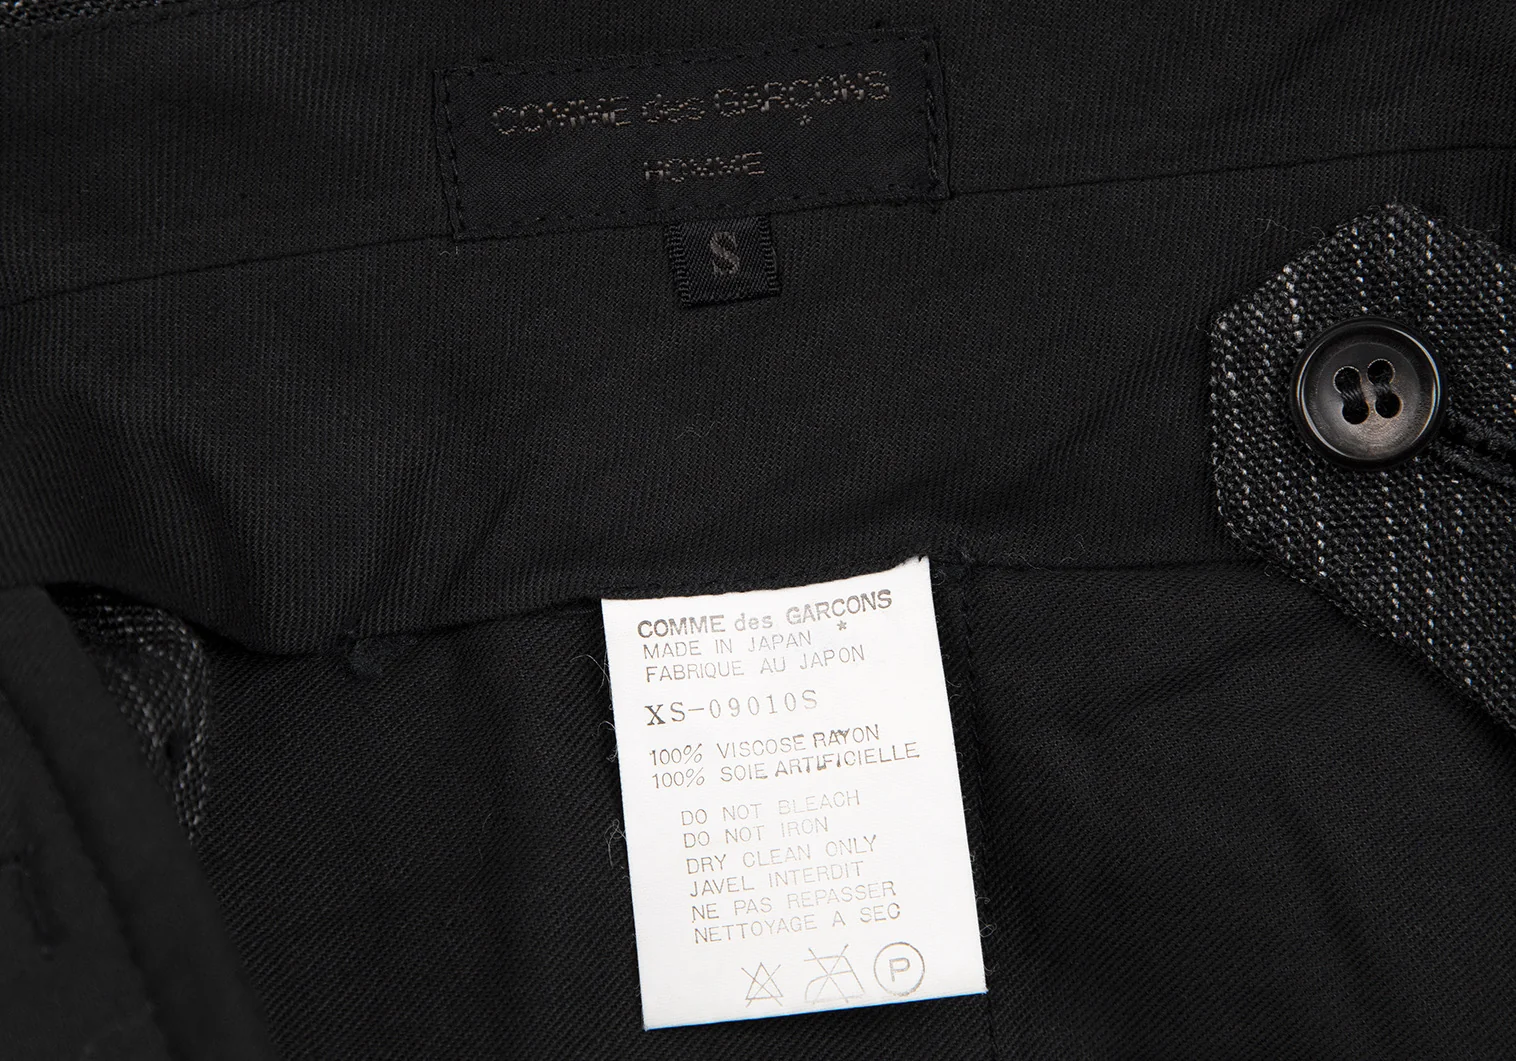 COMME des GARÇONS
HOMME
S
COMME des GARCONS
*
MADE IN JAPAN
FABRIQUE AU JAPON
XS-09010S
100% VISCOSE RAYON
100% SOIE ARTIFICIELLE
DO NOT BLEACH
DO NOT IRON
DRY CLEAN ONLY
JAVEL INTERDIT
NE PAS REPASSER
NETTOYAGE A SEC
P